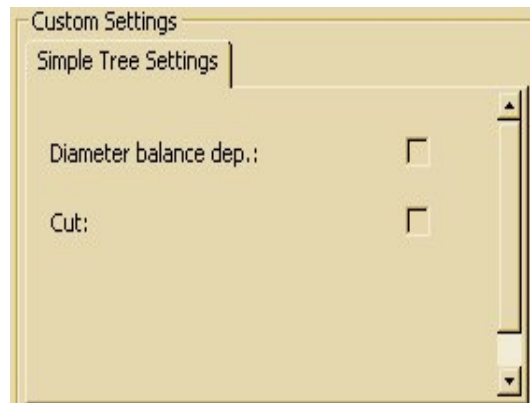 Custom Settings
Simple Tree Settings
Diameter balance dep.:
Cut: